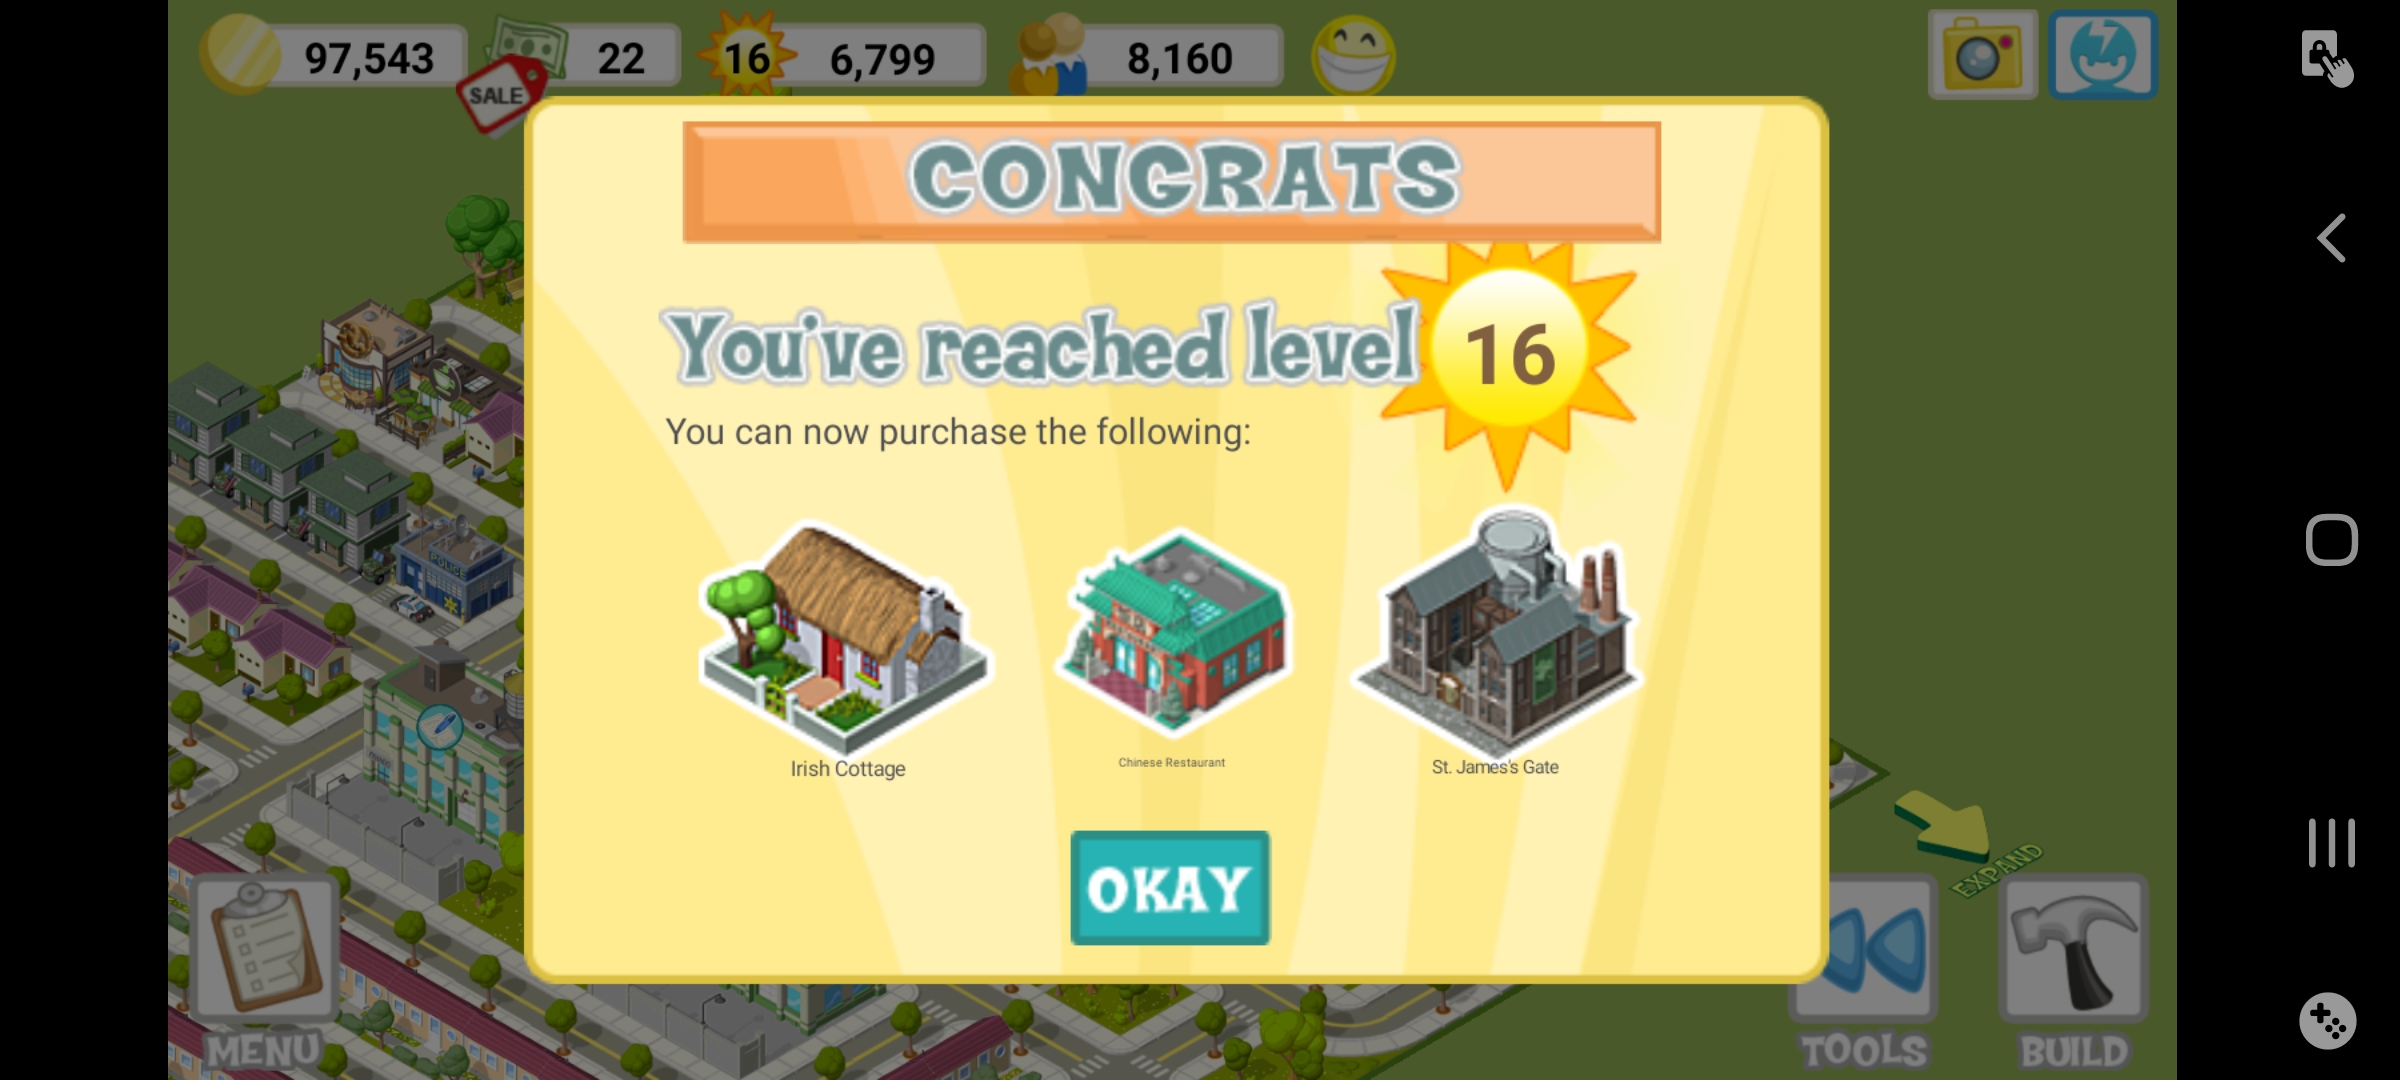 97,543
22
16
6,799
8,160
SALE
CONGRATS
You've reached level
16
You can now purchase the following:
Irish Cottage
Chinese Restaurant
St. James's Gate
OKAY
POLICE
EXPAND
MENU
TOOLS
BUILD